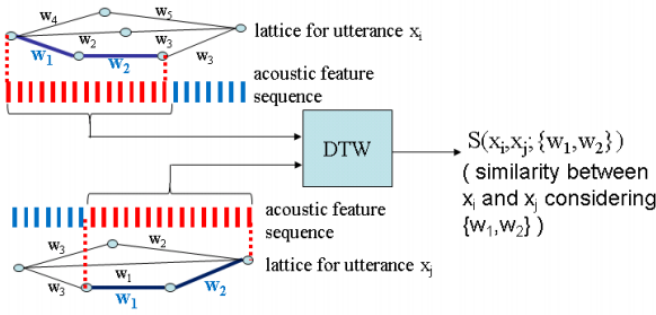 w4 w5
lattice for utterance xi
w2 w3
w1 w2 w3
acoustic feature
sequence
DTW
S(xi,xj; {w1,w2})
( similarity between
xi and xj considering
{w1,w2} )
acoustic feature
sequence
w3 w2
w1
lattice for utterance xj
w3 w1 w2